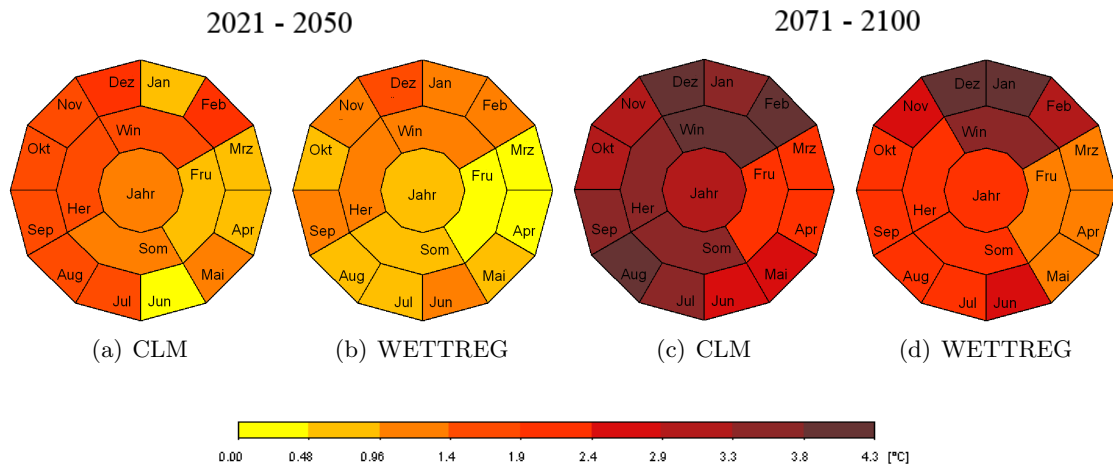 2021 - 2050
2071 - 2100
Dez Jan
Nov Feb
Win
Okt Mrz
Fru
Jahr
Her
Sep Apr
Som
Aug Mai
Jul Jun
(a) CLM
Dez Jan
Nov Feb
Win
Okt Mrz
Fru
Jahr
Her
Sep Apr
Som
Aug Mai
Jul Jun
(b) WETTREG
Dez Jan
Nov Feb
Win
Okt Mrz
Fru
Jahr
Her
Sep Apr
Som
Aug Mai
Jul Jun
(c) CLM
Dez Jan
Nov Feb
Win
Okt Mrz
Fru
Jahr
Her
Sep Apr
Som
Aug Mai
Jul Jun
(d) WETTREG
0.00 0.48 0.96 1.4 1.9 2.4 2.9 3.3 3.8 4.3 [°C]